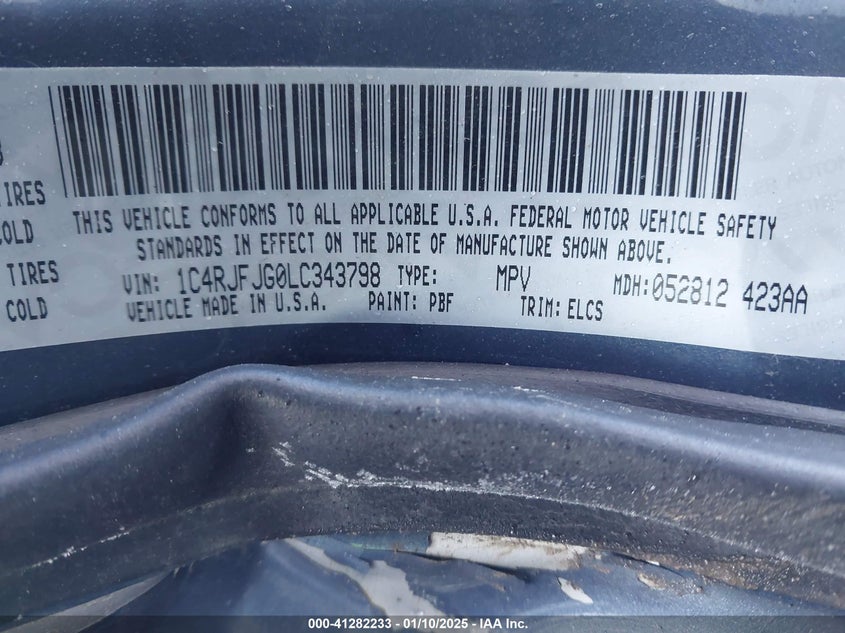 TIRES
COLD
TIRES
COLD
THIS VEHICLE CONFORMS TO ALL APPLICABLE U.S.A. FEDERAL MOTOR VEHICLE SAFETY
STANDARDS IN EFFECT ON THE DATE OF MANUFACTURE SHOWN ABOVE.
VIN: 1C4RJFJG0LC343798 TYPE: MPV MDH:052812 423AA
VEHICLE MADE IN U.S.A. PAINT: PBF TRIM:ELCS
000-41282233 - 01/10/2025 - IAA Inc.